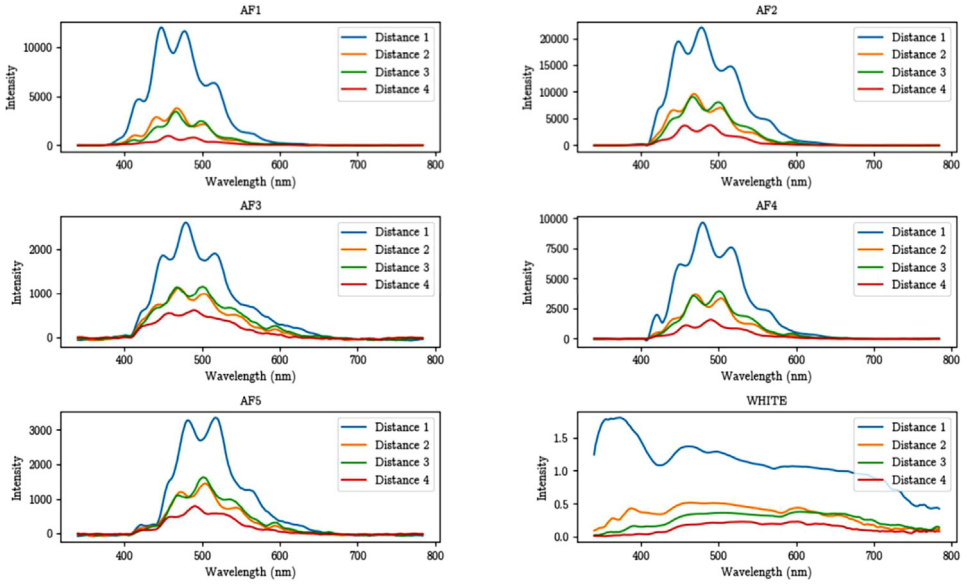 AF1
Intensity
10000
5000
0
Distance 1
Distance 2
Distance 3
Distance 4
400 500 600 700 800
Wavelength (nm)
AF2
Intensity
20000
15000
10000
5000
0
Distance 1
Distance 2
Distance 3
Distance 4
400 500 600 700 800
Wavelength (nm)
AF3
Intensity
2000
1000
0
Distance 1
Distance 2
Distance 3
Distance 4
400 500 600 700 800
Wavelength (nm)
AF4
Intensity
10000
7500
5000
2500
0
Distance 1
Distance 2
Distance 3
Distance 4
400 500 600 700 800
Wavelength (nm)
AF5
Intensity
3000
2000
1000
0
Distance 1
Distance 2
Distance 3
Distance 4
400 500 600 700 800
Wavelength (nm)
WHITE
Intensity
1.5
1.0
0.5
0.0
Distance 1
Distance 2
Distance 3
Distance 4
400 500 600 700 800
Wavelength (nm)